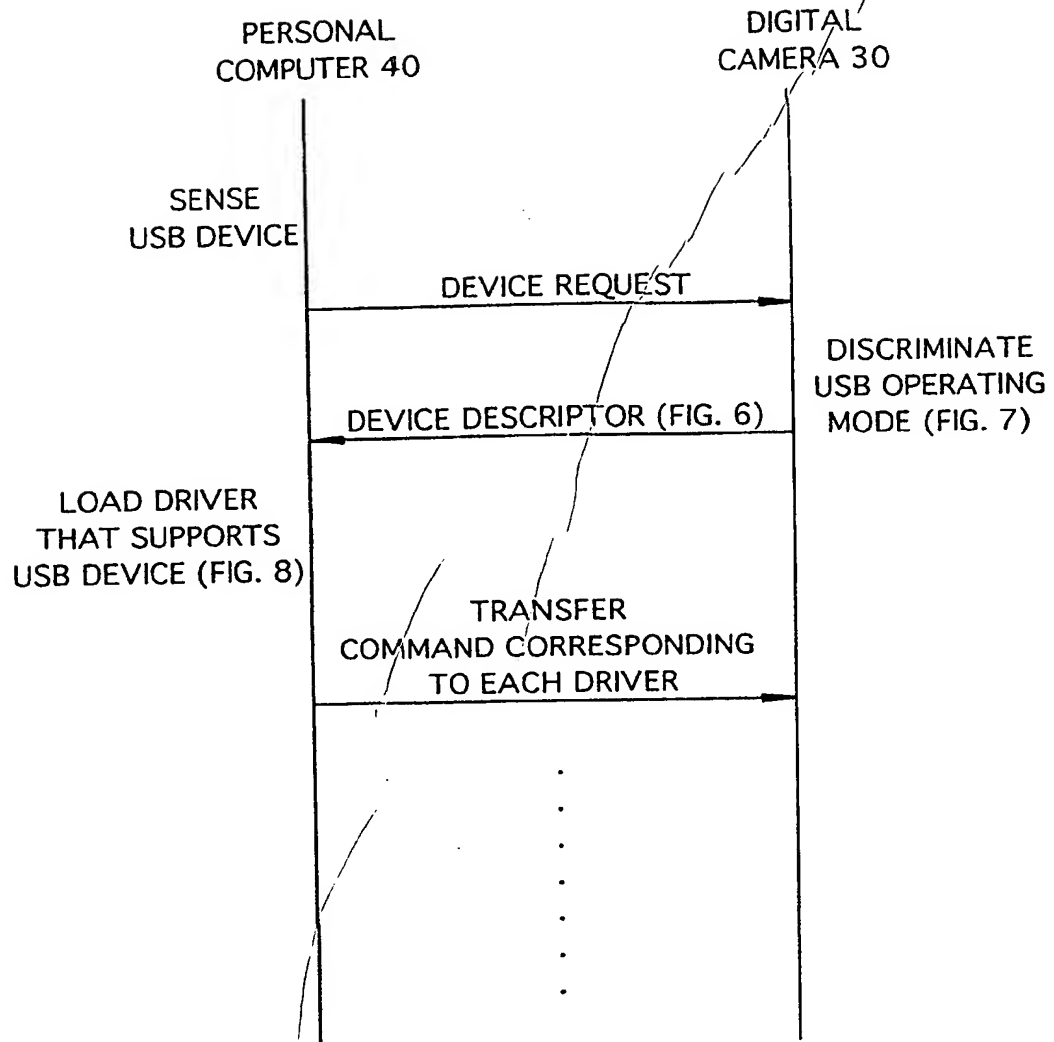 PERSONAL
COMPUTER 40
DIGITAL
CAMERA 30
SENSE
USB DEVICE
DEVICE REQUEST
DISCRIMINATE
USB OPERATING
MODE (FIG. 7)
DEVICE DESCRIPTOR (FIG. 6)
LOAD DRIVER
THAT SUPPORTS
USB DEVICE (FIG. 8)
TRANSFER
COMMAND CORRESPONDING
TO EACH DRIVER